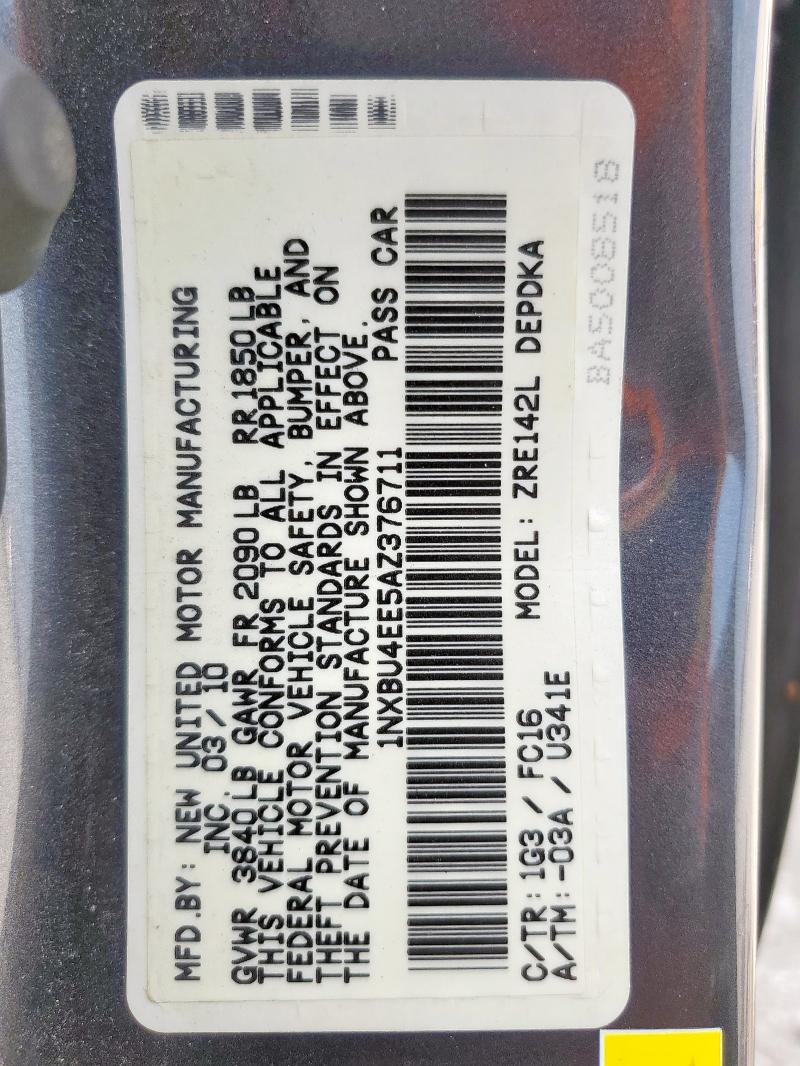 MFD.BY: NEW UNITED MOTOR MANUFACTURING
INC. 03/10
GVWR 3840LB GAWR FR 2090LB RR 1850LB
THIS VEHICLE CONFORMS TO ALL APPLICABLE
FEDERAL MOTOR VEHICLE SAFETY, BUMPER, AND
THEFT PREVENTION STANDARDS IN EFFECT ON
THE DATE OF MANUFACTURE SHOWN ABOVE.
1NXBU4EE5AZ376711 PASS CAR
C/TR: 1G3 / FC16 MODEL: ZRE142L DEPDKA
A/TM: -03A / U341E